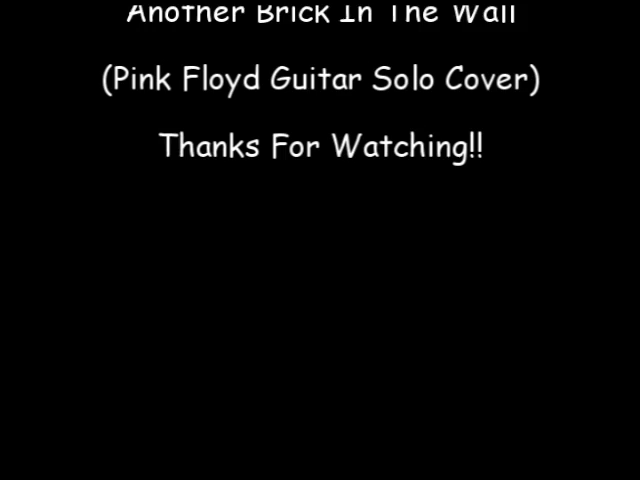 Another Brick In The Wall
(Pink Floyd Guitar Solo Cover)
Thanks For Watching!!